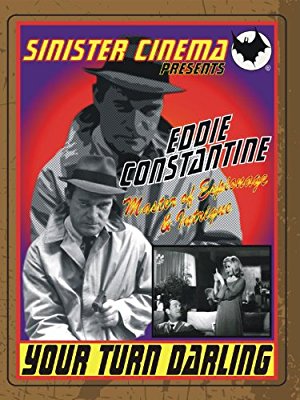 SINISTER CINEMA
PRESENTS
®
EDDIE
CONSTANTINE
Master of Espionage
& Intrigue
YOUR TURN DARLING